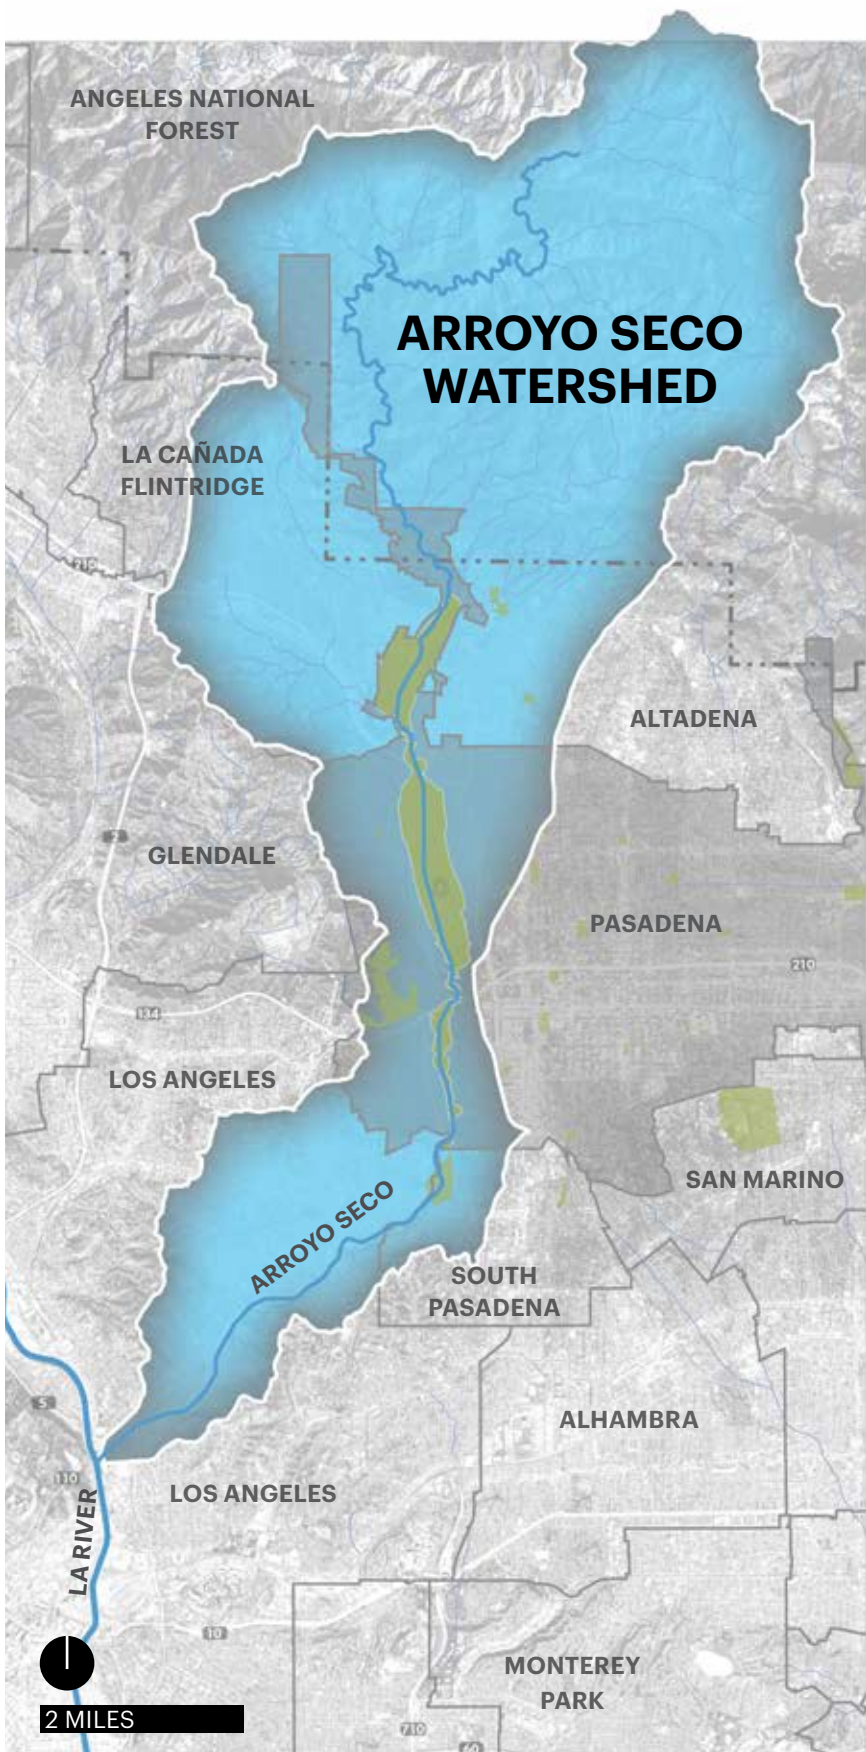 ANGELES NATIONAL
FOREST
ARROYO SECO
WATERSHED
LA CAÑADA
FLINTRIDGE
210
ALTADENA
2
GLENDALE
PASADENA
210
134
LOS ANGELES
SAN MARINO
ARROYO SECO
SOUTH
PASADENA
5
ALHAMBRA
110
LOS ANGELES
LA RIVER
10
MONTEREY
PARK
2 MILES
710
60